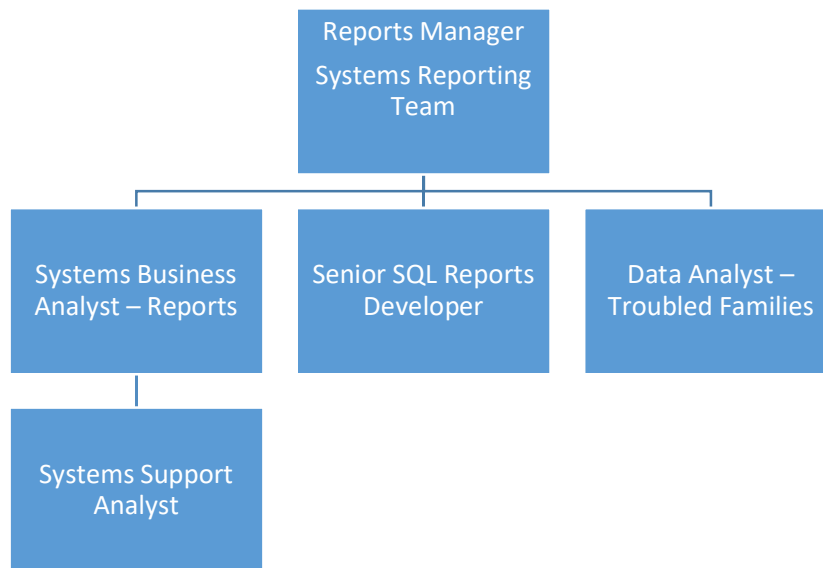 Reports Manager
Systems Reporting
Team
Systems Business
Analyst – Reports
Senior SQL Reports
Developer
Data Analyst –
Troubled Families
Systems Support
Analyst